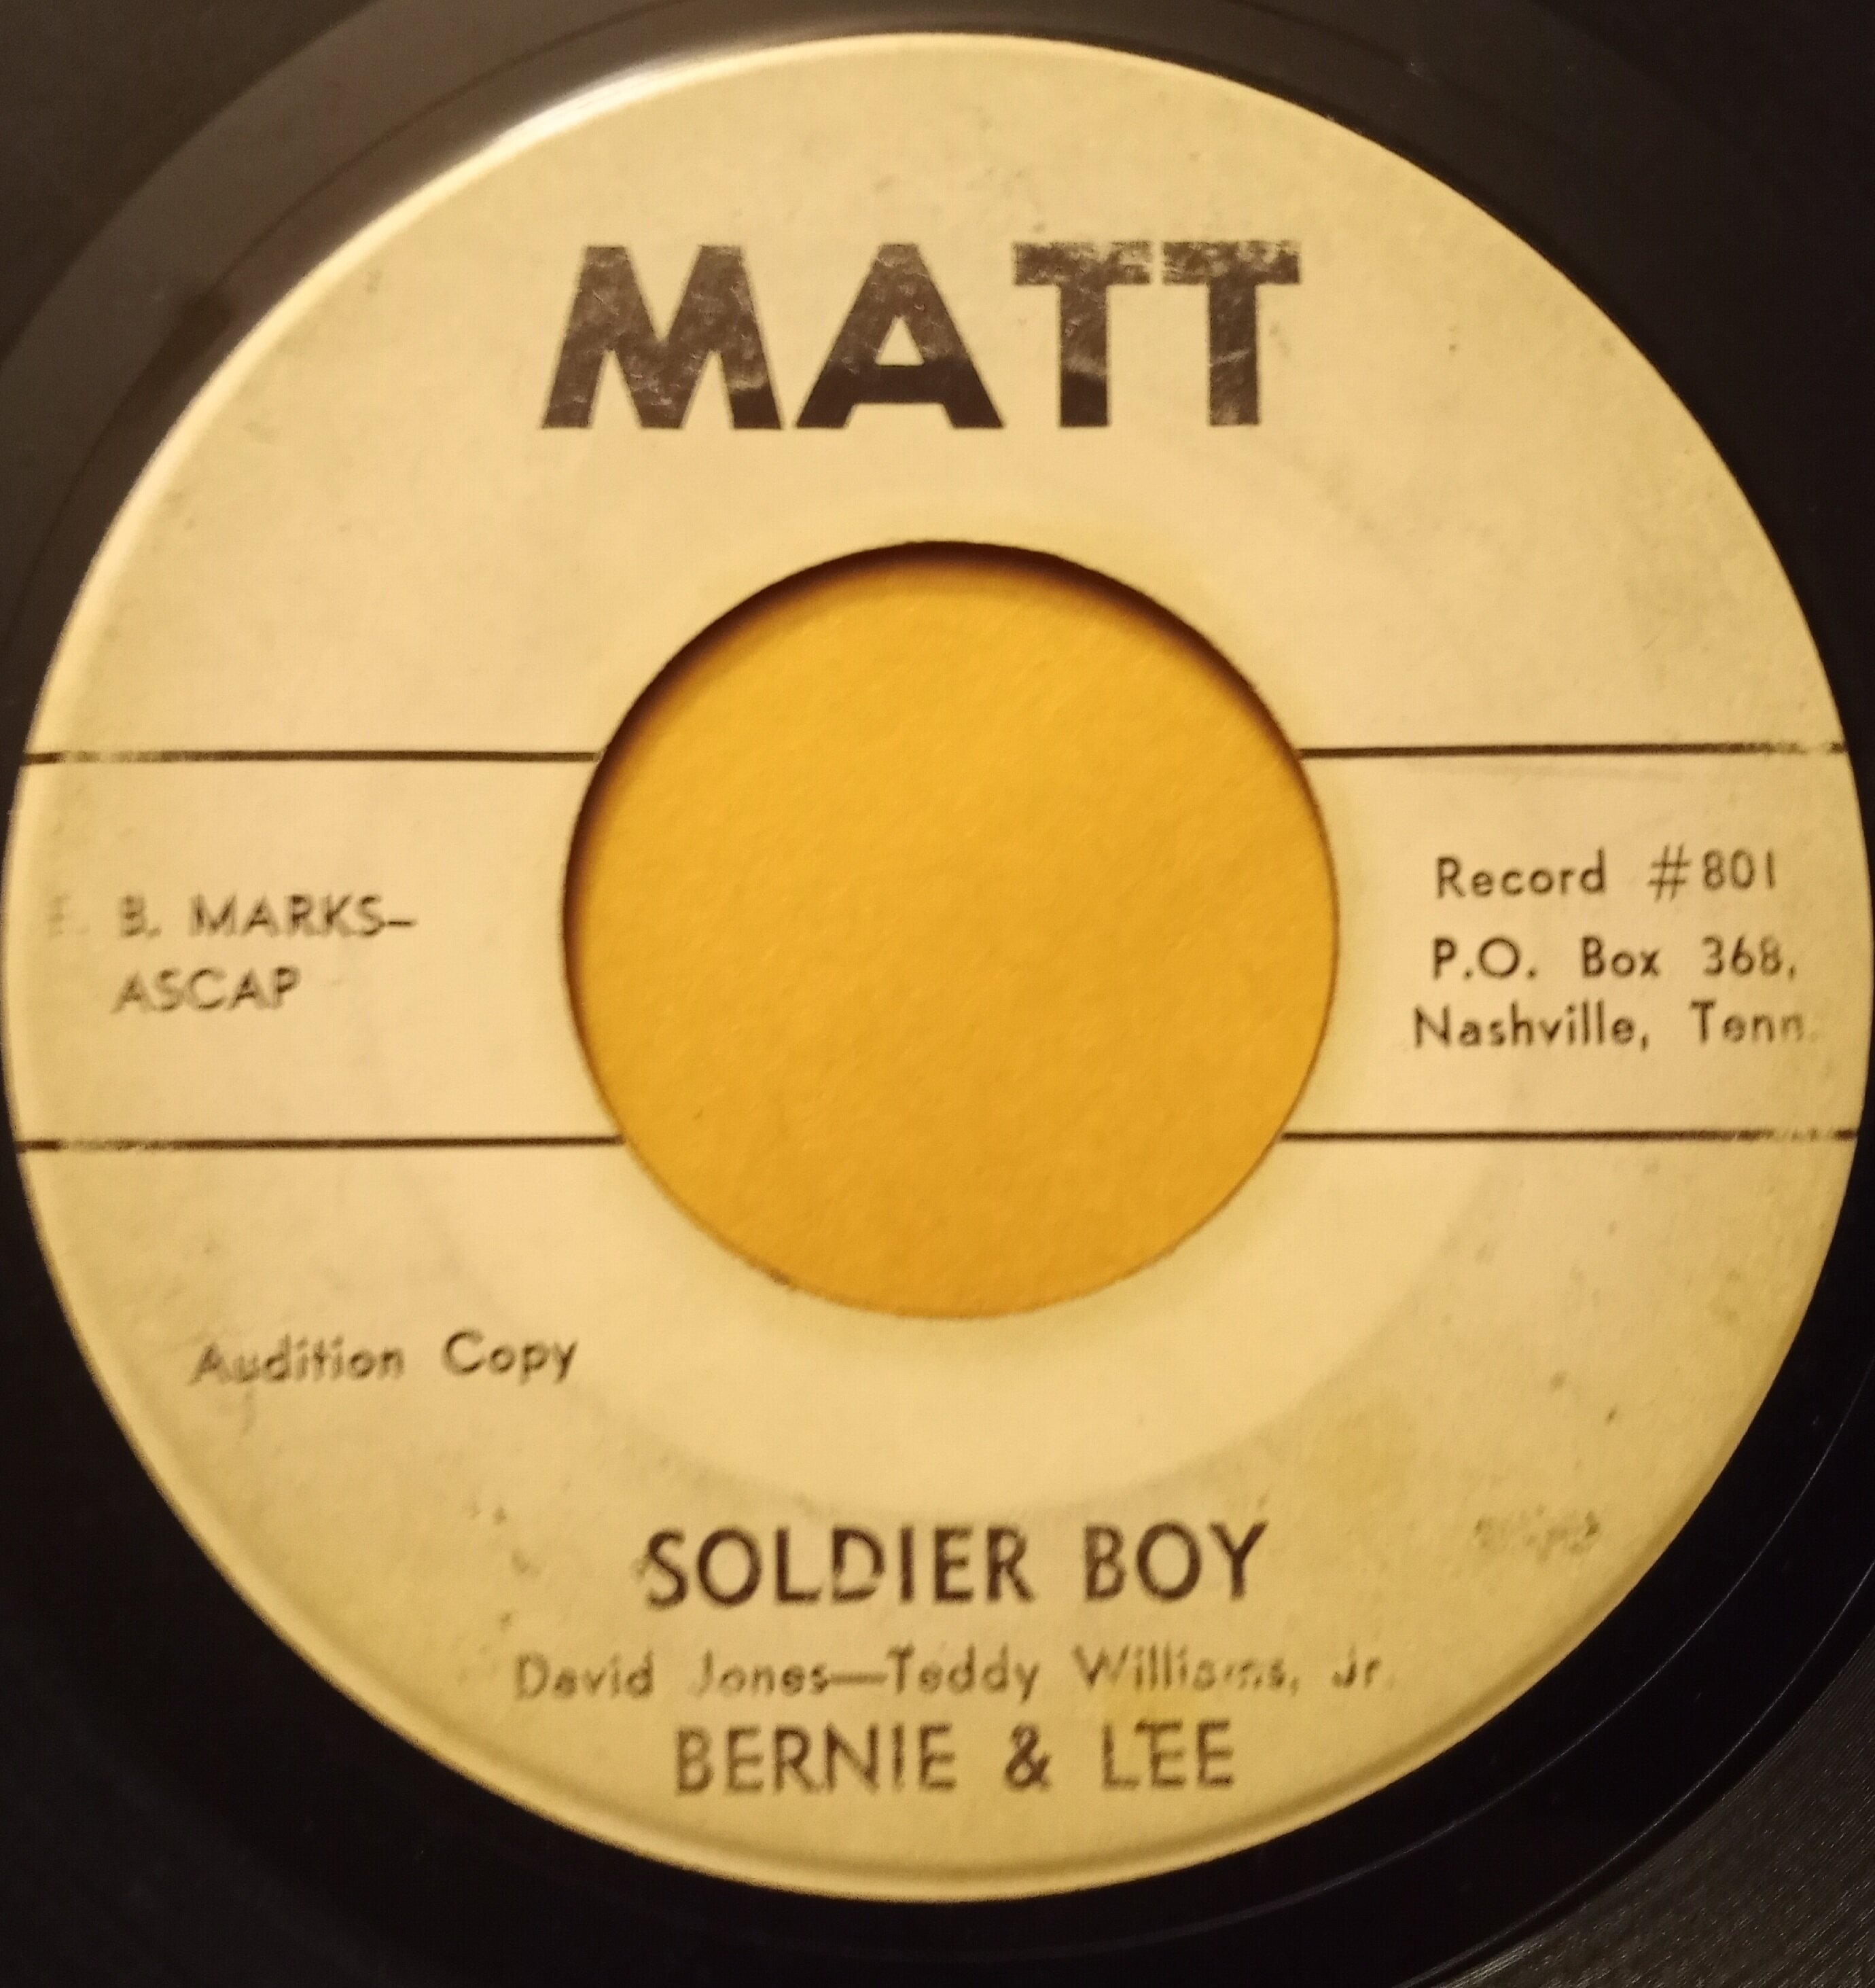 MATT
B. MARKS–
ASCAP
Record #801
P.O. Box 368,
Nashville, Tenn.
Audition Copy
SOLDIER BOY
David Jones—Teddy Williams, Jr.
BERNIE & LEE